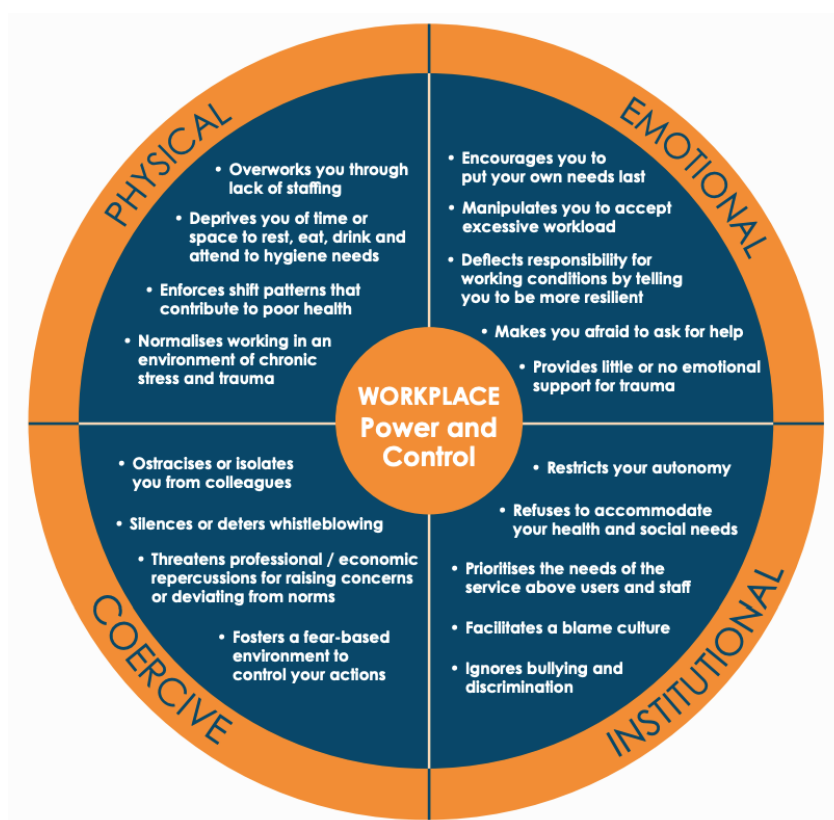 PHYSICAL
• Overworks you through
lack of staffing
• Deprives you of time or
space to rest, eat, drink and
attend to hygiene needs
• Enforces shift patterns that
contribute to poor health
• Normalises working in an
environment of chronic
stress and trauma
EMOTIONAL
• Encourages you to
put your own needs last
• Manipulates you to accept
excessive workload
• Deflects responsibility for
working conditions by telling
you to be more resilient
• Makes you afraid to ask for help
• Provides little or no emotional
support for trauma
WORKPLACE
Power and
Control
COERCIVE
• Ostracises or isolates
you from colleagues
• Silences or deters whistleblowing
• Threatens professional / economic
repercussions for raising concerns
or deviating from norms
• Fosters a fear-based
environment to
control your actions
INSTITUTIONAL
• Restricts your autonomy
• Refuses to accommodate
your health and social needs
• Prioritises the needs of the
service above users and staff
• Facilitates a blame culture
• Ignores bullying and
discrimination